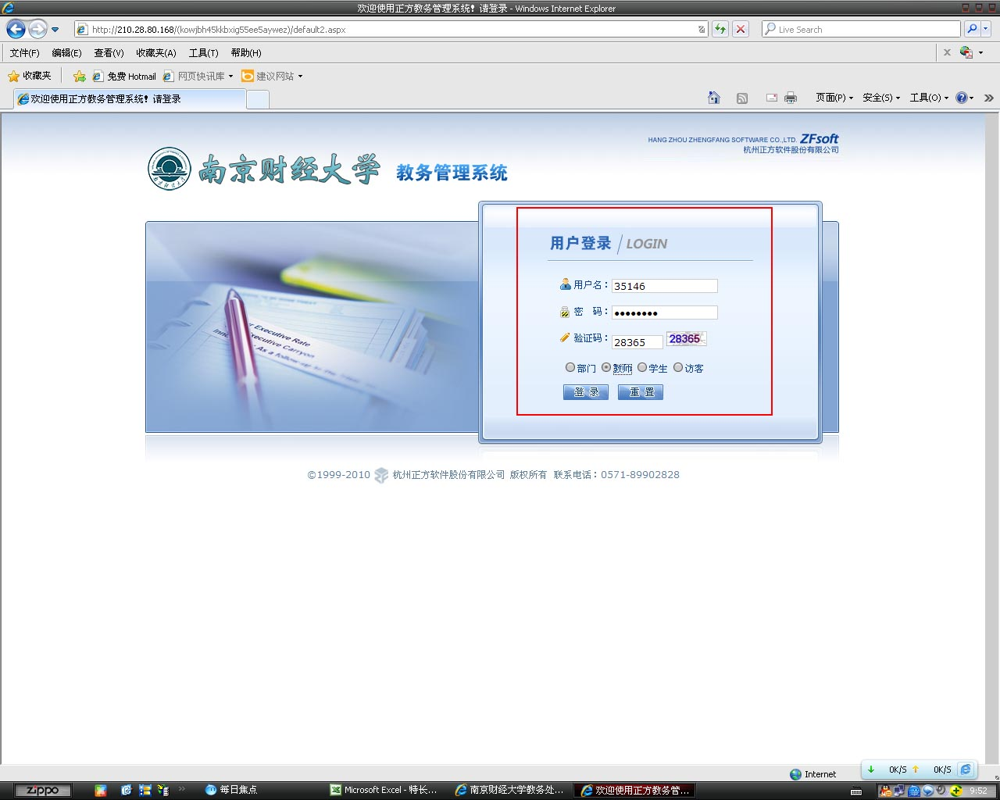 欢迎使用正方教务管理系统！请登录 - Windows Internet Explorer
http://210.28.80.168/(kowjbh45kkbxig55ee5aywez)/default2.aspx
Live Search
文件(F) 编辑(E) 查看(V) 收藏夹(A) 工具(T) 帮助(H)
收藏夹 免费 Hotmail 网页快讯库 建议网站
欢迎使用正方教务管理系统！请登录
页面(P) 安全(S) 工具(O)
HANG ZHOU ZHENGFANG SOFTWARE CO.,LTD. ZFsoft
杭州正方软件股份有限公司
南京财经大学 教务管理系统
用户登录 / LOGIN
用户名： 35146
密 码： ●●●●●●●●
验证码： 28365 28365
部门 教师 学生 访客
登 录 重 置
Executive Rate
Executive Carryon
As a follow-up to the
©1999-2010 杭州正方软件股份有限公司 版权所有 联系电话：0571-89902828
Internet
0K/S 0K/S
zippo
每日焦点
Microsoft Excel - 特长...
南京财经大学教务处...
欢迎使用正方教务管...
9:52